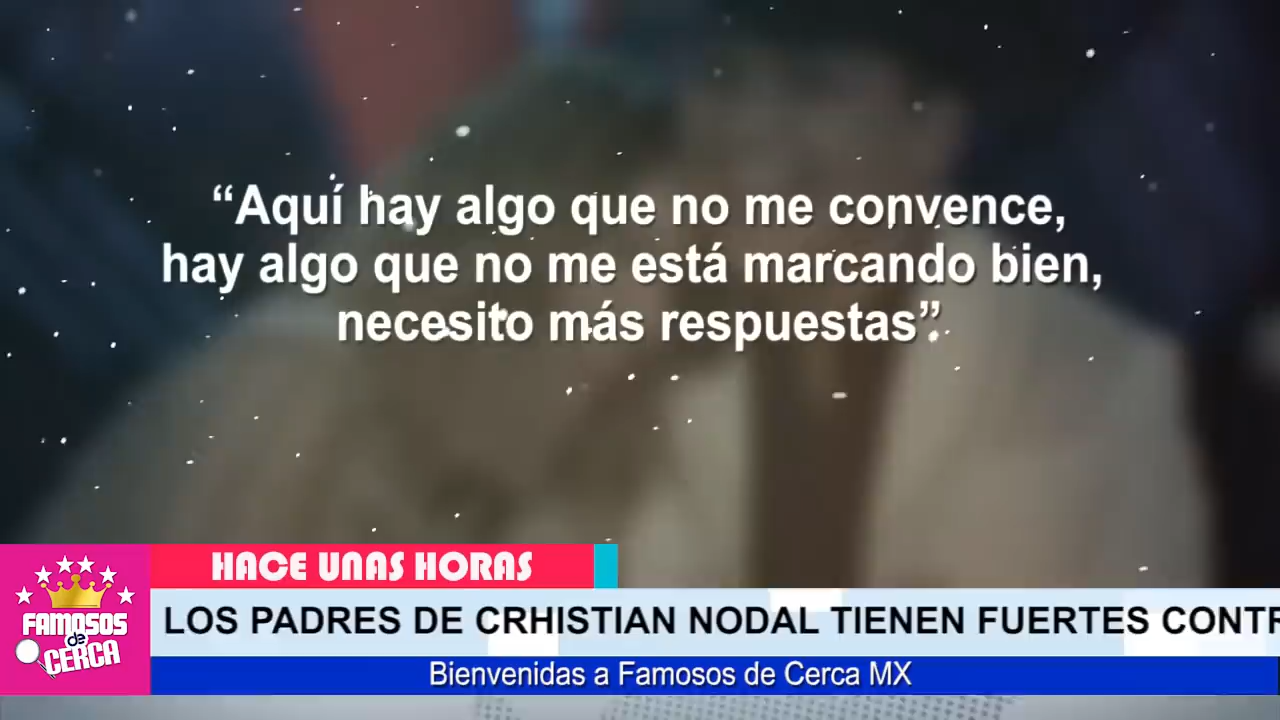 “Aquí hay algo que no me convence,
hay algo que no me está marcando bien,
necesito más respuestas”
HACE UNAS HORAS
FAMOSOS
de
CERCA
LOS PADRES DE CRHISTIAN NODAL TIENEN FUERTES CONTR
Bienvenidas a Famosos de Cerca MX